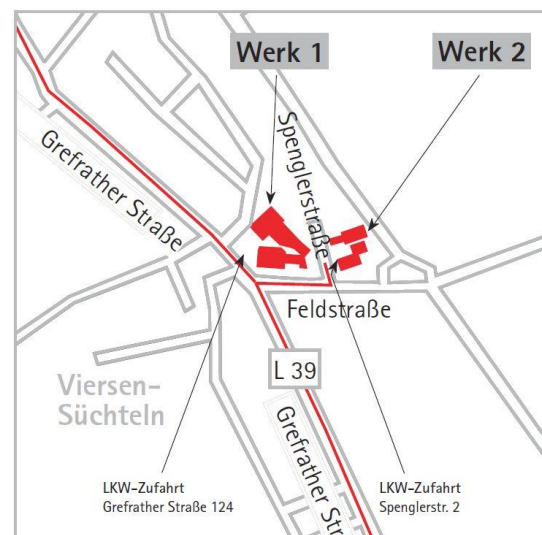 Werk 1
Werk 2
Spenglerstraße
Grefrather Straße
Feldstraße
L 39
Viersen-
Süchteln
Grefrather Str
LKW-Zufahrt
Grefrather Straße 124
LKW-Zufahrt
Spenglerstr. 2